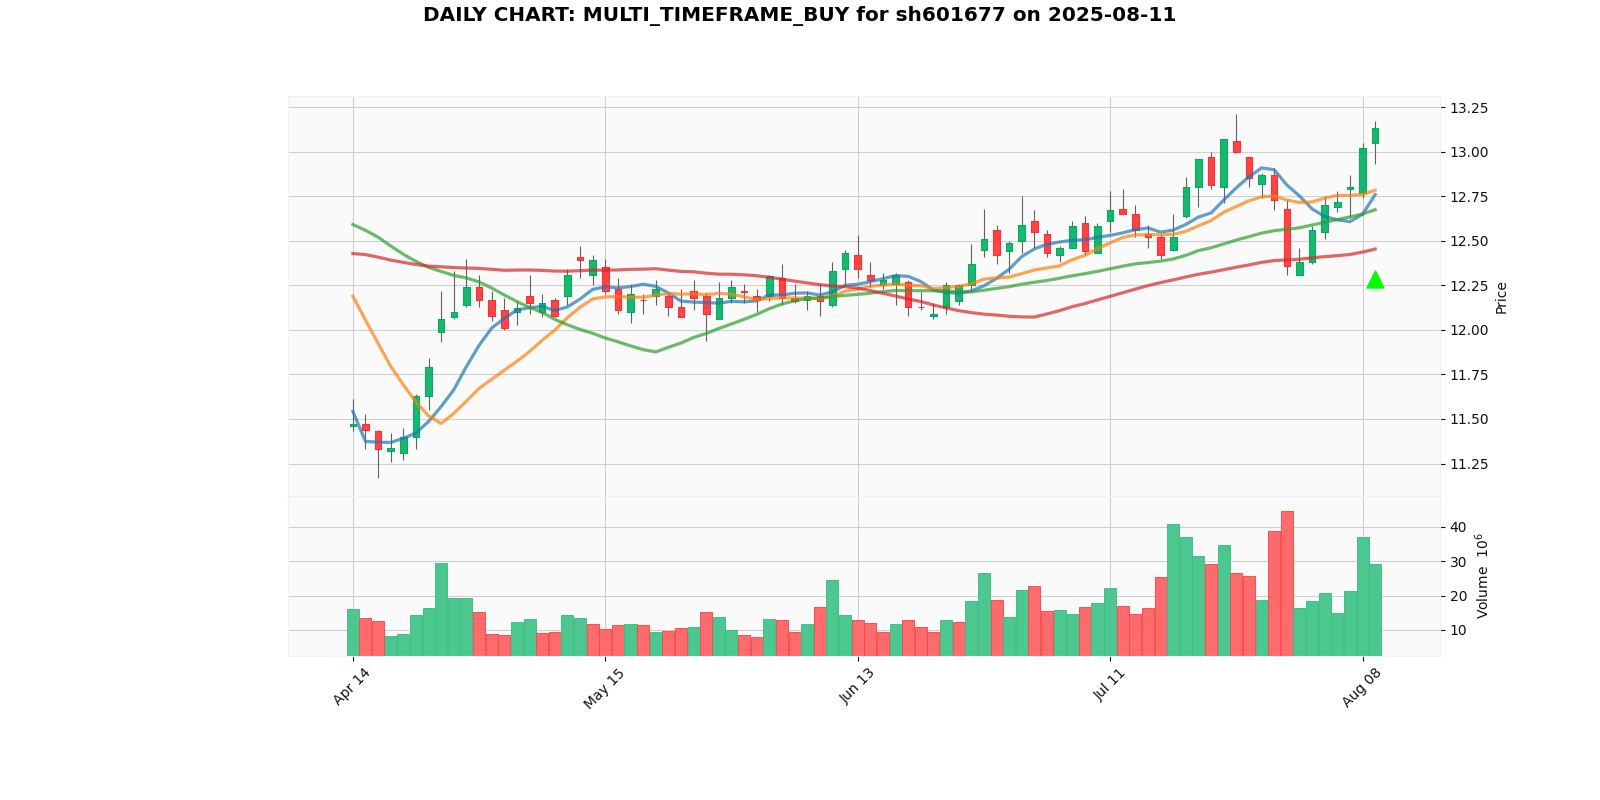 DAILY CHART: MULTI_TIMEFRAME_BUY for sh601677 on 2025-08-11
13.25
13.00
12.75
12.50
12.25
12.00
11.75
11.50
11.25
Price
40
30
20
10
Volume 10⁶
Apr 14
May 15
Jun 13
Jul 11
Aug 08